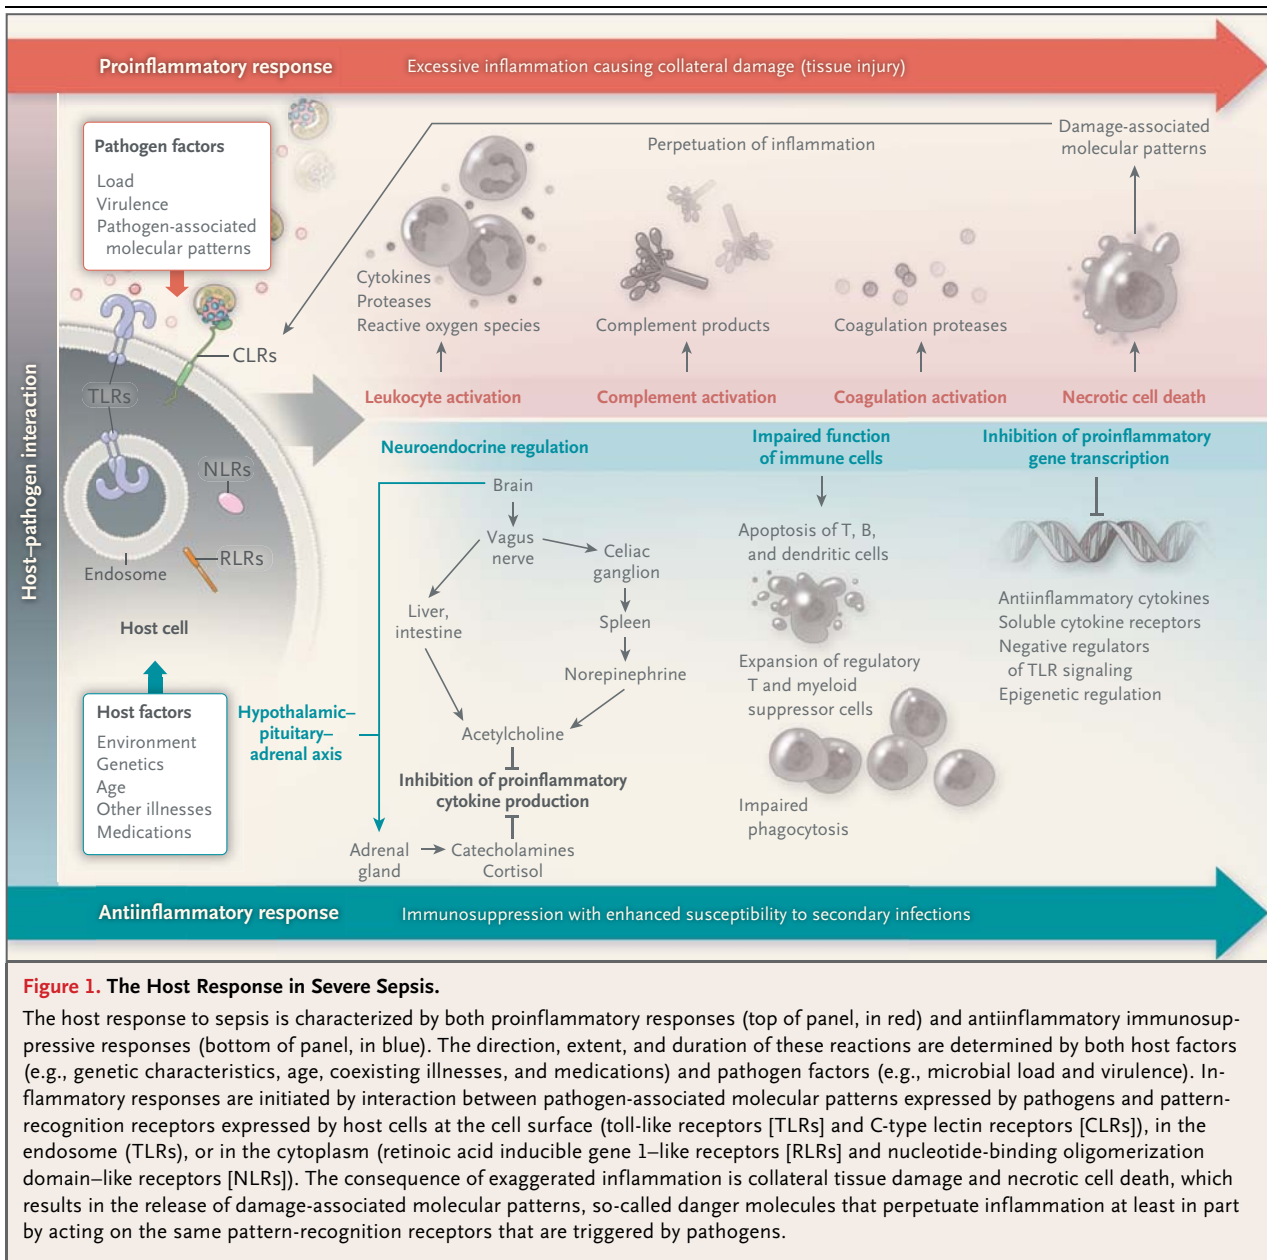 Proinflammatory response
Excessive inflammation causing collateral damage (tissue injury)
Host–pathogen interaction
Pathogen factors
Load
Virulence
Pathogen-associated
molecular patterns
CLRs
TLRs
NLRs
RLRs
Endosome
Host cell
Host factors
Environment
Genetics
Age
Other illnesses
Medications
Damage-associated
molecular patterns
Perpetuation of inflammation
Cytokines
Proteases
Reactive oxygen species
Complement products
Coagulation proteases
Leukocyte activation
Complement activation
Coagulation activation
Necrotic cell death
Neuroendocrine regulation
Brain
Vagus
nerve
Celiac
ganglion
Liver,
intestine
Spleen
Norepinephrine
Hypothalamic–
pituitary–
adrenal axis
Acetylcholine
Inhibition of proinflammatory
cytokine production
Adrenal
gland
Catecholamines
Cortisol
Impaired function
of immune cells
Apoptosis of T, B,
and dendritic cells
Expansion of regulatory
T and myeloid
suppressor cells
Impaired
phagocytosis
Inhibition of proinflammatory
gene transcription
Antiinflammatory cytokines
Soluble cytokine receptors
Negative regulators
of TLR signaling
Epigenetic regulation
Antiinflammatory response
Immunosuppression with enhanced susceptibility to secondary infections
Figure 1. The Host Response in Severe Sepsis.
The host response to sepsis is characterized by both proinflammatory responses (top of panel, in red) and antiinflammatory immunosup-
pressive responses (bottom of panel, in blue). The direction, extent, and duration of these reactions are determined by both host factors
(e.g., genetic characteristics, age, coexisting illnesses, and medications) and pathogen factors (e.g., microbial load and virulence). In-
flammatory responses are initiated by interaction between pathogen-associated molecular patterns expressed by pathogens and pattern-
recognition receptors expressed by host cells at the cell surface (toll-like receptors [TLRs] and C-type lectin receptors [CLRs]), in the
endosome (TLRs), or in the cytoplasm (retinoic acid inducible gene 1–like receptors [RLRs] and nucleotide-binding oligomerization
domain–like receptors [NLRs]). The consequence of exaggerated inflammation is collateral tissue damage and necrotic cell death, which
results in the release of damage-associated molecular patterns, so-called danger molecules that perpetuate inflammation at least in part
by acting on the same pattern-recognition receptors that are triggered by pathogens.